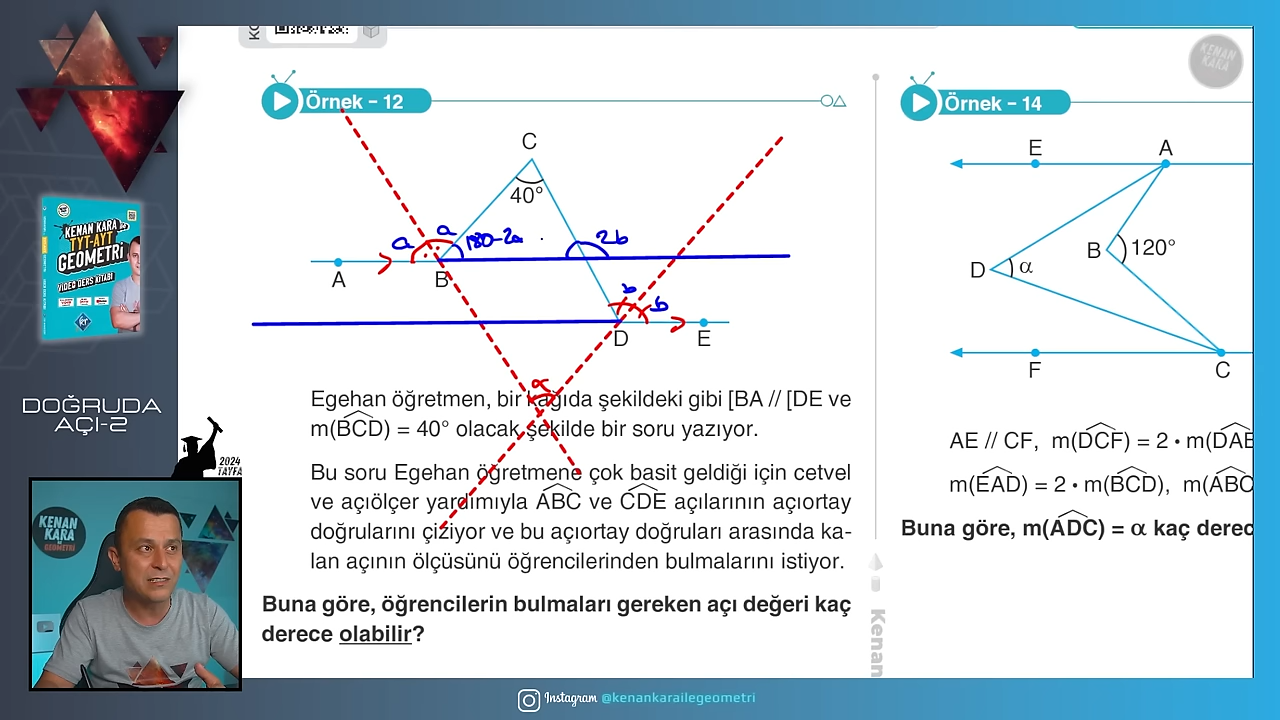 KENAN KARA
Örnek – 12
C
40°
a
a
180-2a
2b
A
B
b
b
D
E
α
Egehan öğretmen, bir kağıda şekildeki gibi [BA // [DE ve
m(BCD) = 40° olacak şekilde bir soru yazıyor.
Bu soru Egehan öğretmene çok basit geldiği için cetvel
ve açıölçer yardımıyla ABC ve CDE açılarının açıortay
doğrularını çiziyor ve bu açıortay doğruları arasında ka-
lan açının ölçüsünü öğrencilerinden bulmalarını istiyor.
Buna göre, öğrencilerin bulmaları gereken açı değeri kaç
derece olabilir?
Örnek – 14
E
A
B
120°
D
α
F
C
AE // CF, m(DCF) = 2 • m(DAE
m(EAD) = 2 • m(BCD), m(ABC
Buna göre, m(ADC) = α kaç derec
Kenan
KENAN KARA
TYT-AYT
GEOMETRİ
VİDEO DERS KİTABI
DOĞRUDA
AÇI-2
2024
TAYFA
KENAN
KARA
İLE
GEOMETRİ
Instagram @kenankarailegeometri